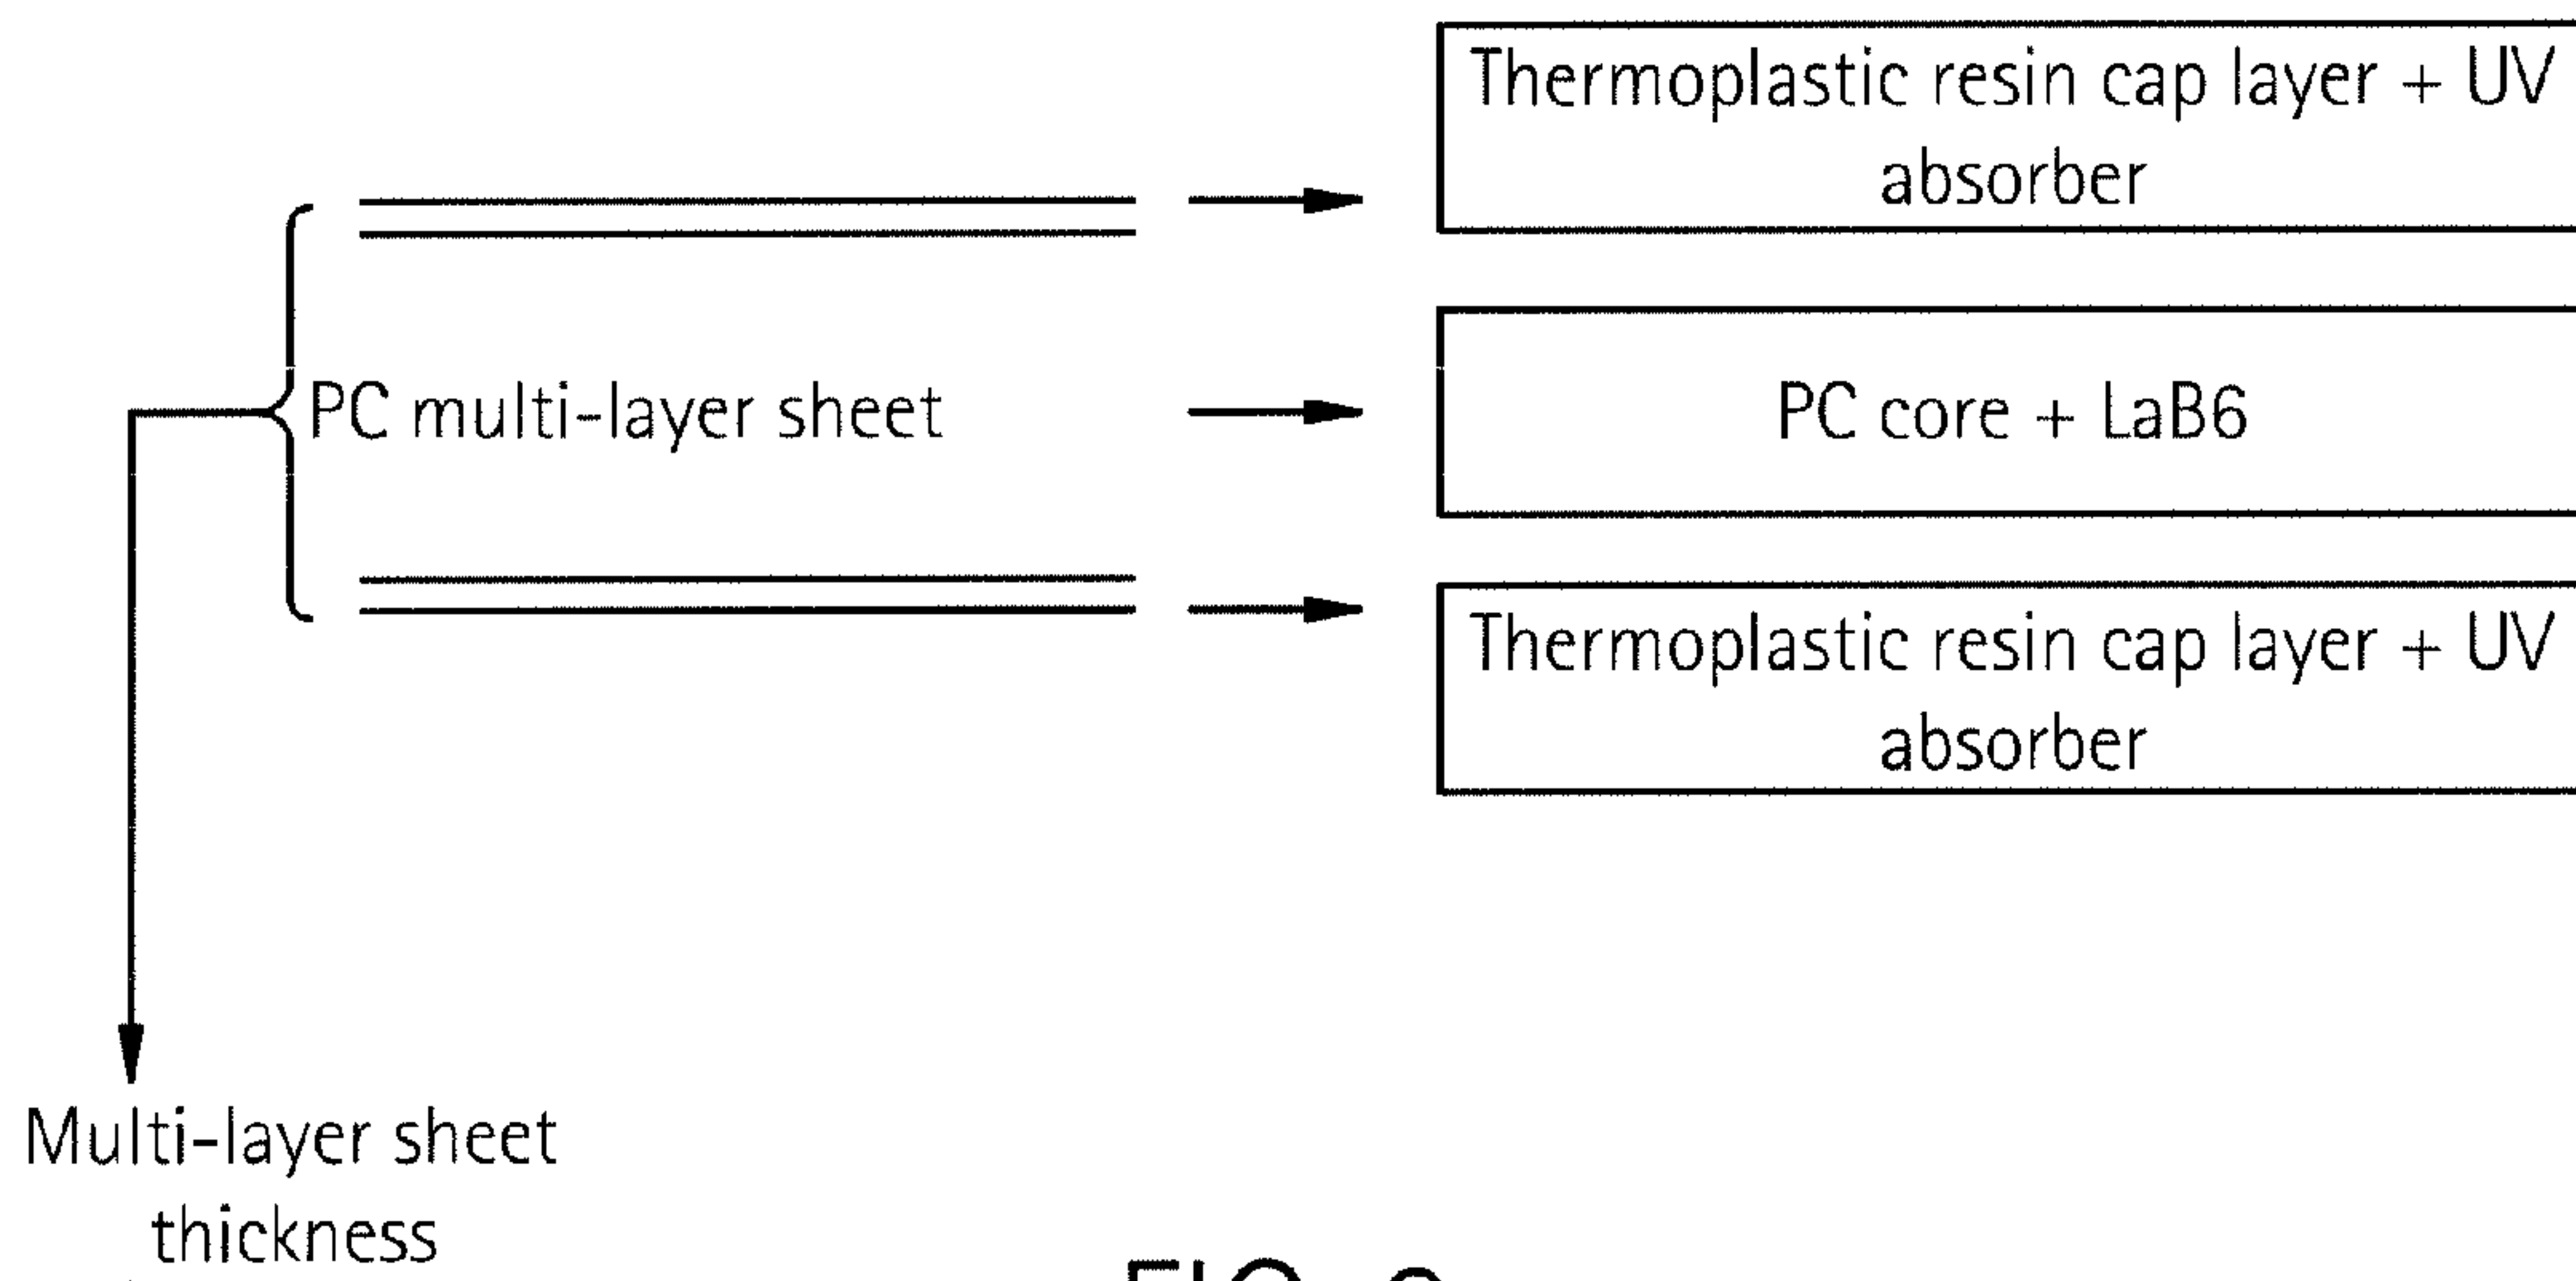 Thermoplastic resin cap layer + UV
absorber
PC multi-layer sheet
PC core + LaB6
Thermoplastic resin cap layer + UV
absorber
Multi-layer sheet
thickness